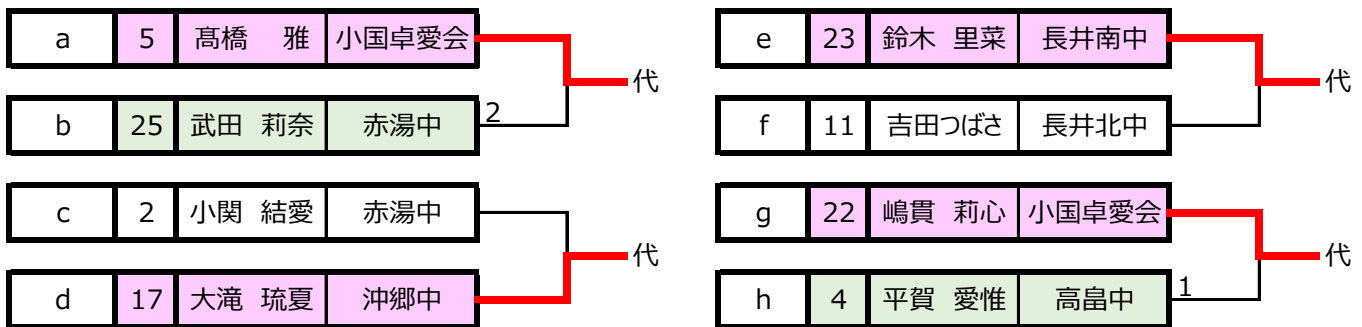 a 5 髙橋 雅 小国卓愛会
代
b 25 武田 莉奈 赤湯中 2
c 2 小関 結愛 赤湯中
代
d 17 大滝 琉夏 沖郷中
e 23 鈴木 里菜 長井南中
代
f 11 吉田つばさ 長井北中
g 22 嶋貫 莉心 小国卓愛会
代
h 4 平賀 愛惟 高畠中 1